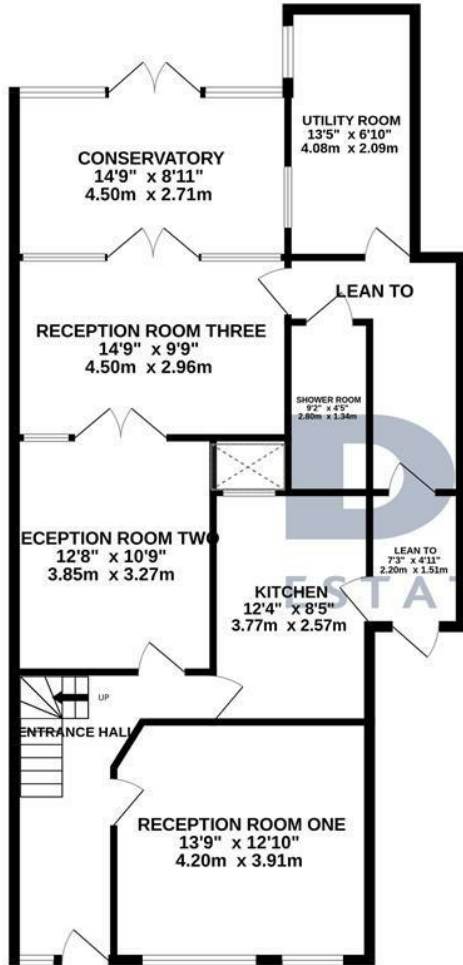 UTILITY ROOM
13'5" x 6'10"
4.08m x 2.09m
CONSERVATORY
14'9" x 8'11"
4.50m x 2.71m
LEAN TO
RECEPTION ROOM THREE
14'9" x 9'9"
4.50m x 2.96m
SHOWER ROOM
9'2" x 4'5"
2.80m x 1.34m
D
ECEPTION ROOM TWO
12'8" x 10'9"
3.85m x 3.27m
LEAN TO
7'3" x 4'11"
2.20m x 1.51m
KITCHEN
12'4" x 8'5"
3.77m x 2.57m
ESTAT
UP
ENTRANCE HALL
RECEPTION ROOM ONE
13'9" x 12'10"
4.20m x 3.91m